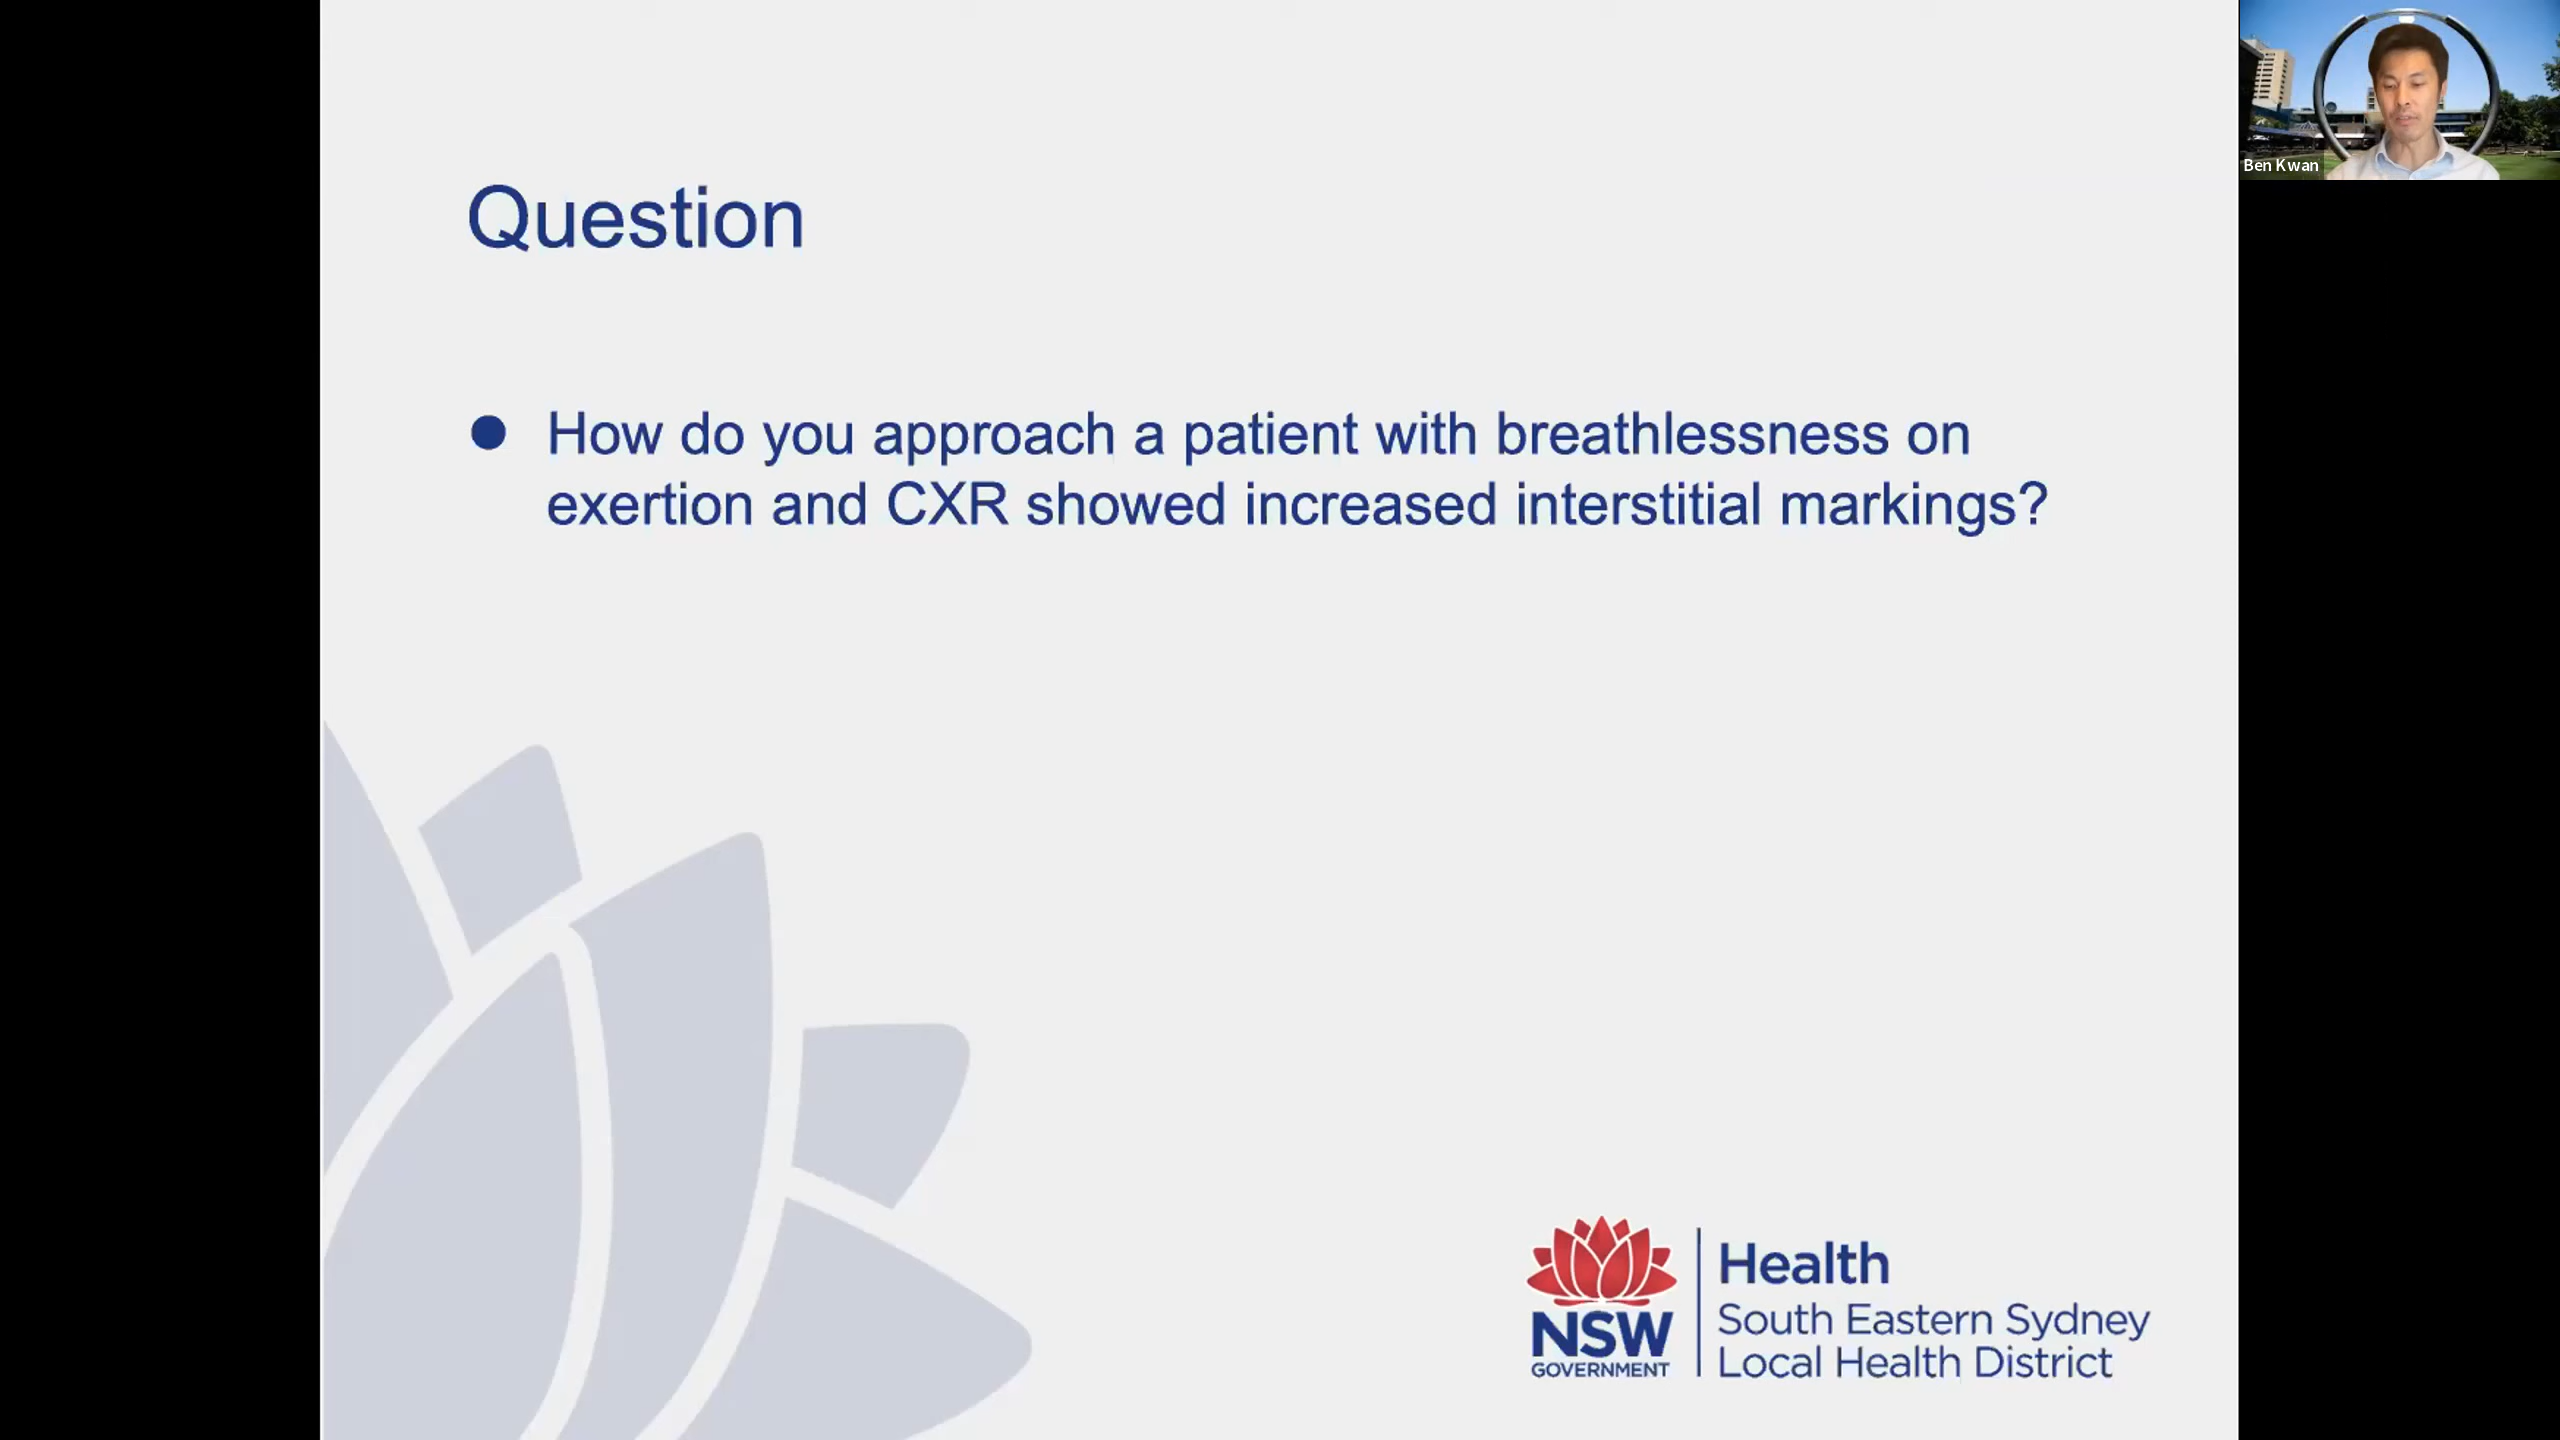 Question
How do you approach a patient with breathlessness on
exertion and CXR showed increased interstitial markings?
Ben Kwan
NSW
GOVERNMENT
Health
South Eastern Sydney
Local Health District